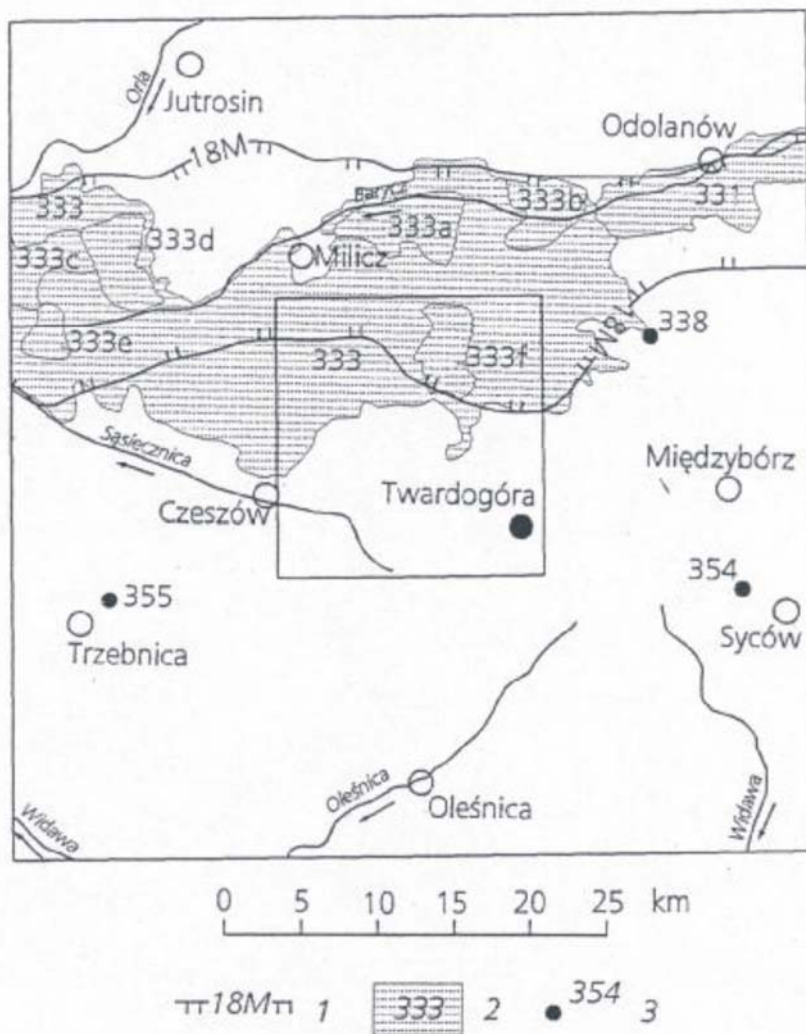 Orla
Jutrosin
Odolanów
18M
333
333b
331
333a
333d
333c
Milicz
18M
338
333e
333
333f
Sąsiecznica
Międzybórz
Czeszów
Twardogóra
354
355
Syców
Trzebnica
Oleśnica
Oleśnica
Widawa
Widawa
0 5 10 15 20 25 km
18M 1 333 2 354 3